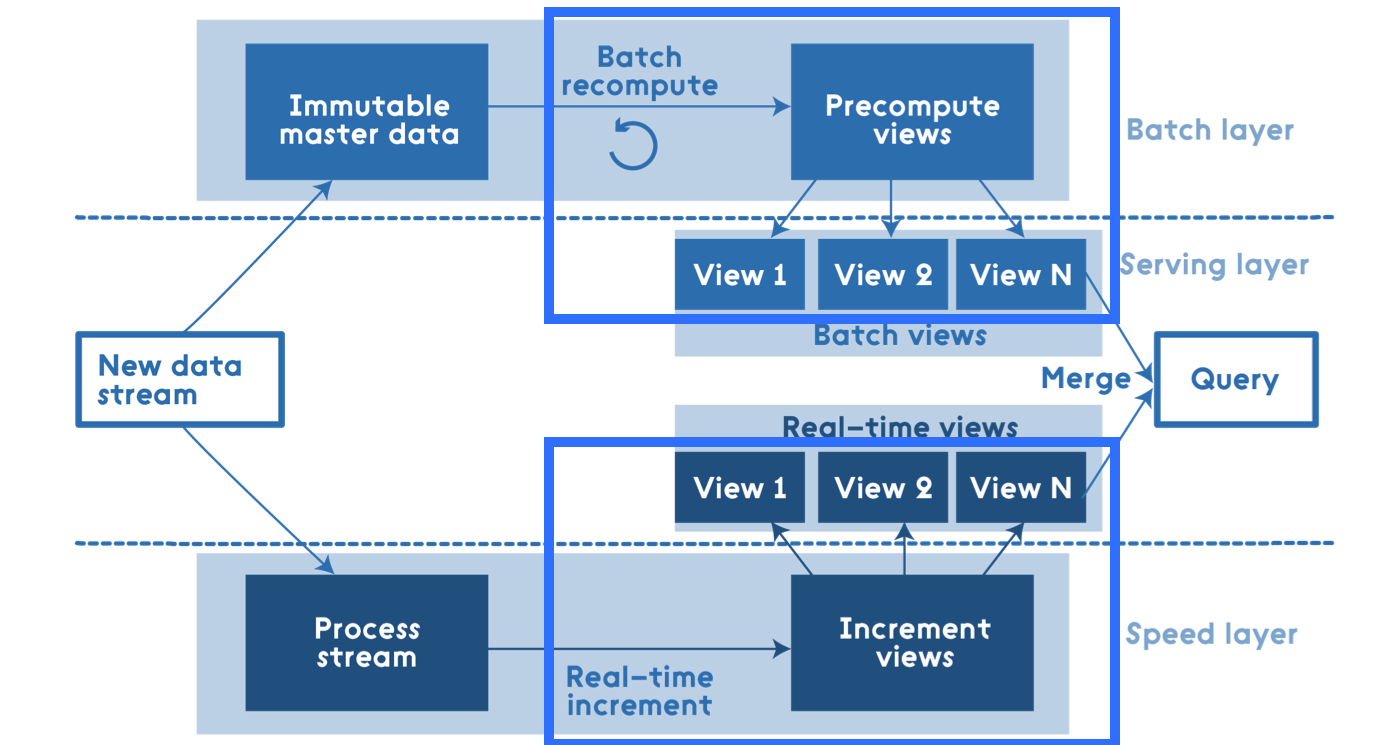 Batch
recompute
Immutable
master data
Precompute
views
Batch layer
Serving layer
View 1
View 2
View N
Batch views
New data
stream
Merge
Query
Real-time views
View 1
View 2
View N
Process
stream
Increment
views
Speed layer
Real-time
increment